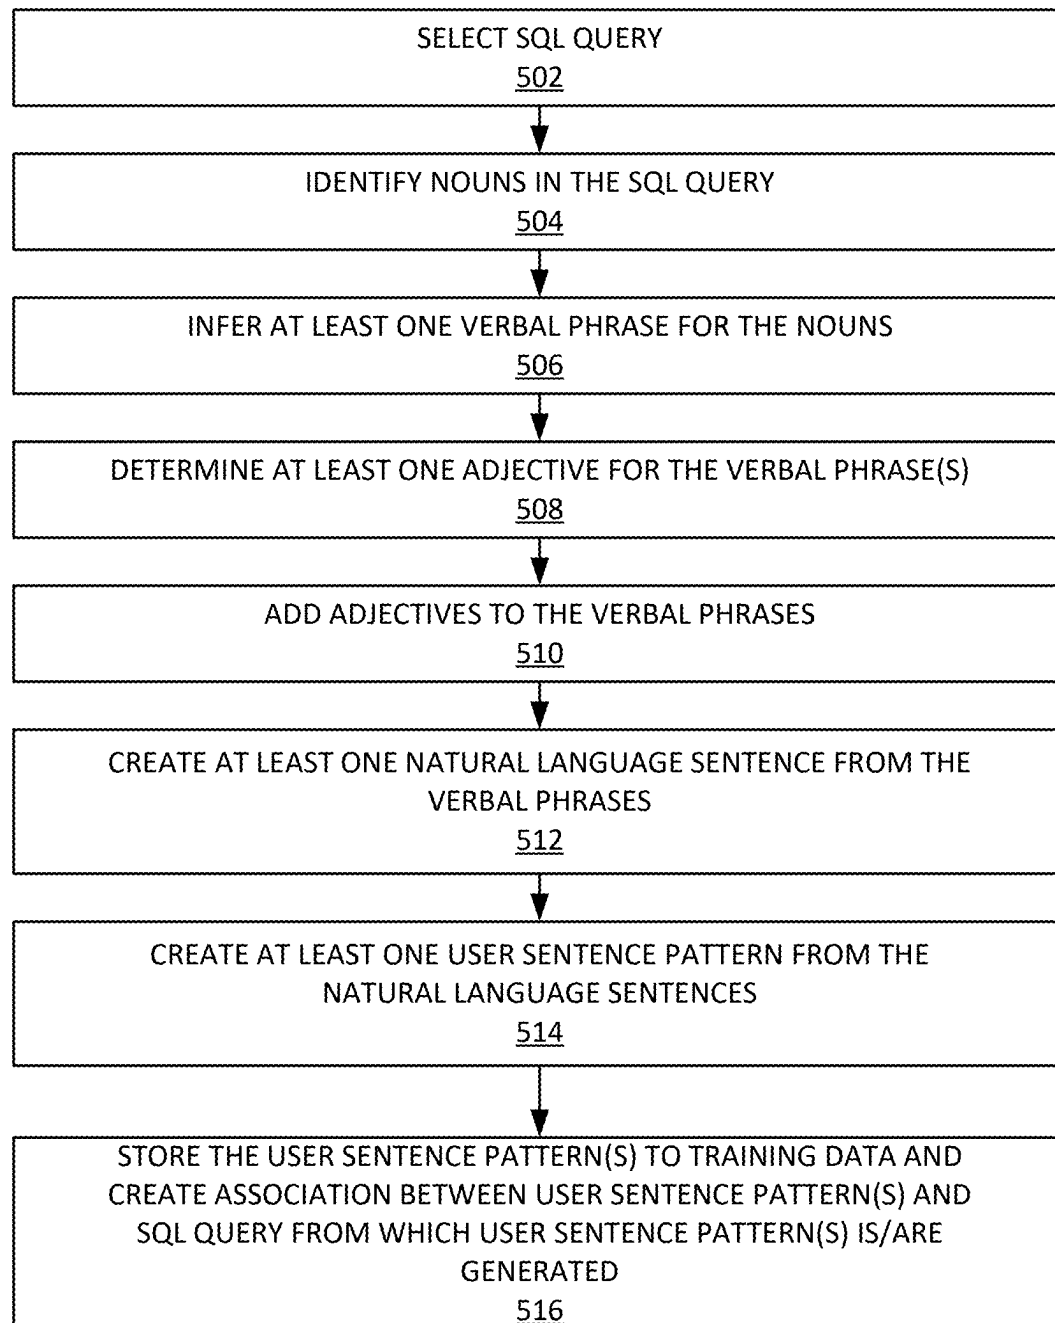 SELECT SQL QUERY
502
IDENTIFY NOUNS IN THE SQL QUERY
504
INFER AT LEAST ONE VERBAL PHRASE FOR THE NOUNS
506
DETERMINE AT LEAST ONE ADJECTIVE FOR THE VERBAL PHRASE(S)
508
ADD ADJECTIVES TO THE VERBAL PHRASES
510
CREATE AT LEAST ONE NATURAL LANGUAGE SENTENCE FROM THE
VERBAL PHRASES
512
CREATE AT LEAST ONE USER SENTENCE PATTERN FROM THE
NATURAL LANGUAGE SENTENCES
514
STORE THE USER SENTENCE PATTERN(S) TO TRAINING DATA AND
CREATE ASSOCIATION BETWEEN USER SENTENCE PATTERN(S) AND
SQL QUERY FROM WHICH USER SENTENCE PATTERN(S) IS/ARE
GENERATED
516